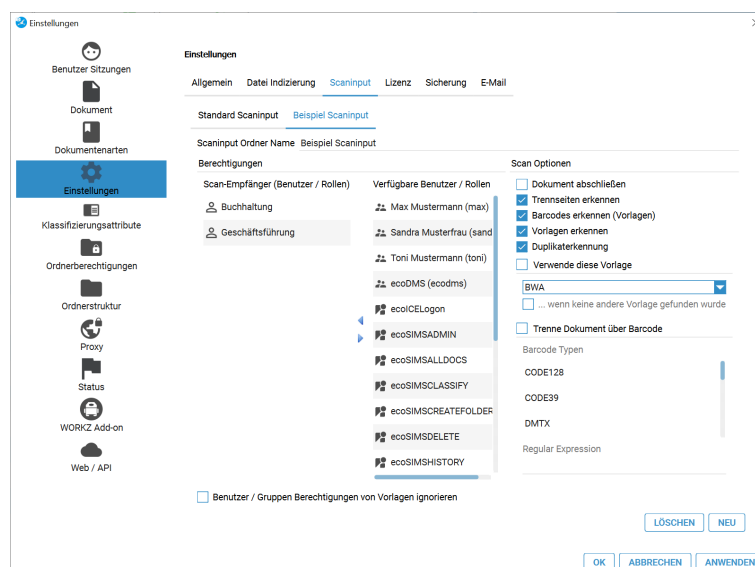 Einstellungen
Benutzer Sitzungen
Dokument
Dokumentenarten
Einstellungen
Klassifizierungsattribute
Ordnerberechtigungen
Ordnerstruktur
Proxy
Status
WORKZ Add-on
Web / API
Einstellungen
Allgemein Datei Indizierung Scaninput Lizenz Sicherung E-Mail
Standard Scaninput Beispiel Scaninput
Scaninput Ordner Name Beispiel Scaninput
Berechtigungen
Scan-Empfänger (Benutzer / Rollen)
Buchhaltung
Geschäftsführung
Verfügbare Benutzer / Rollen
Max Mustermann (max)
Sandra Musterfrau (sand
Toni Mustermann (toni)
ecoDMS (ecodms)
ecoICELogon
ecoSIMSADMIN
ecoSIMSALLDOCS
ecoSIMSCLASSIFY
ecoSIMSCREATEFOLDER
ecoSIMSDELETE
ecoSIMSHISTORY
Benutzer / Gruppen Berechtigungen von Vorlagen ignorieren
Scan Optionen
Dokument abschließen
Trennseiten erkennen
Barcodes erkennen (Vorlagen)
Vorlagen erkennen
Duplikaterkennung
Verwende diese Vorlage
BWA
... wenn keine andere Vorlage gefunden wurde
Trenne Dokument über Barcode
Barcode Typen
CODE128
CODE39
DMTX
Regular Expression
LÖSCHEN NEU
OK ABBRECHEN ANWENDEN